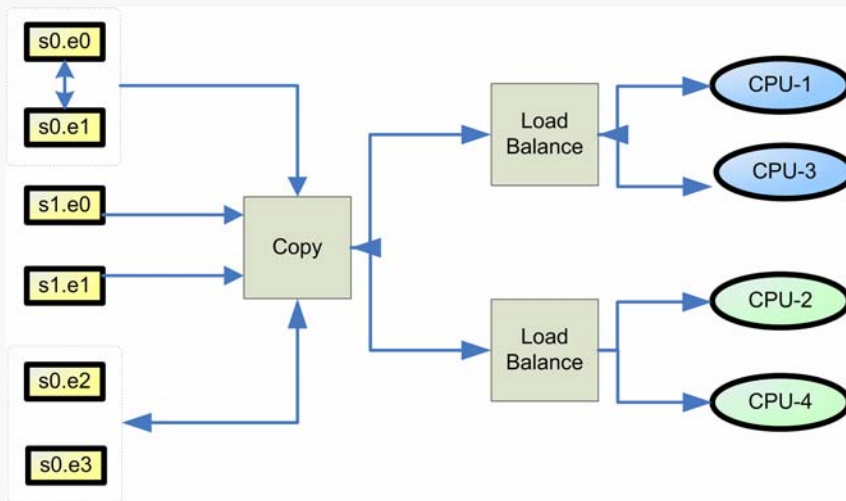 s0.e0
s0.e1
s1.e0
s1.e1
s0.e2
s0.e3
Copy
Load
Balance
Load
Balance
CPU-1
CPU-3
CPU-2
CPU-4